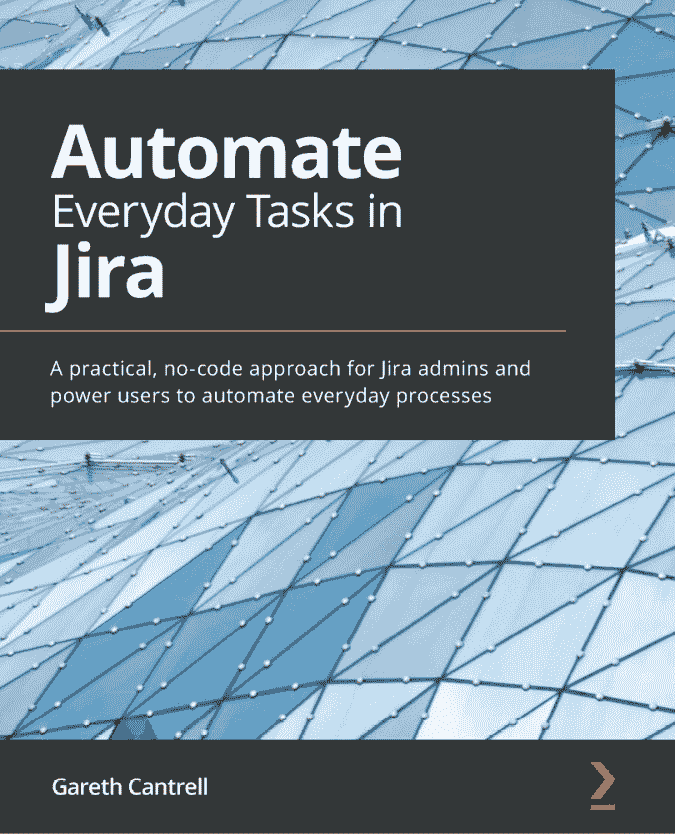 Automate
Everyday Tasks in
Jira
A practical, no-code approach for Jira admins and
power users to automate everyday processes
Gareth Cantrell